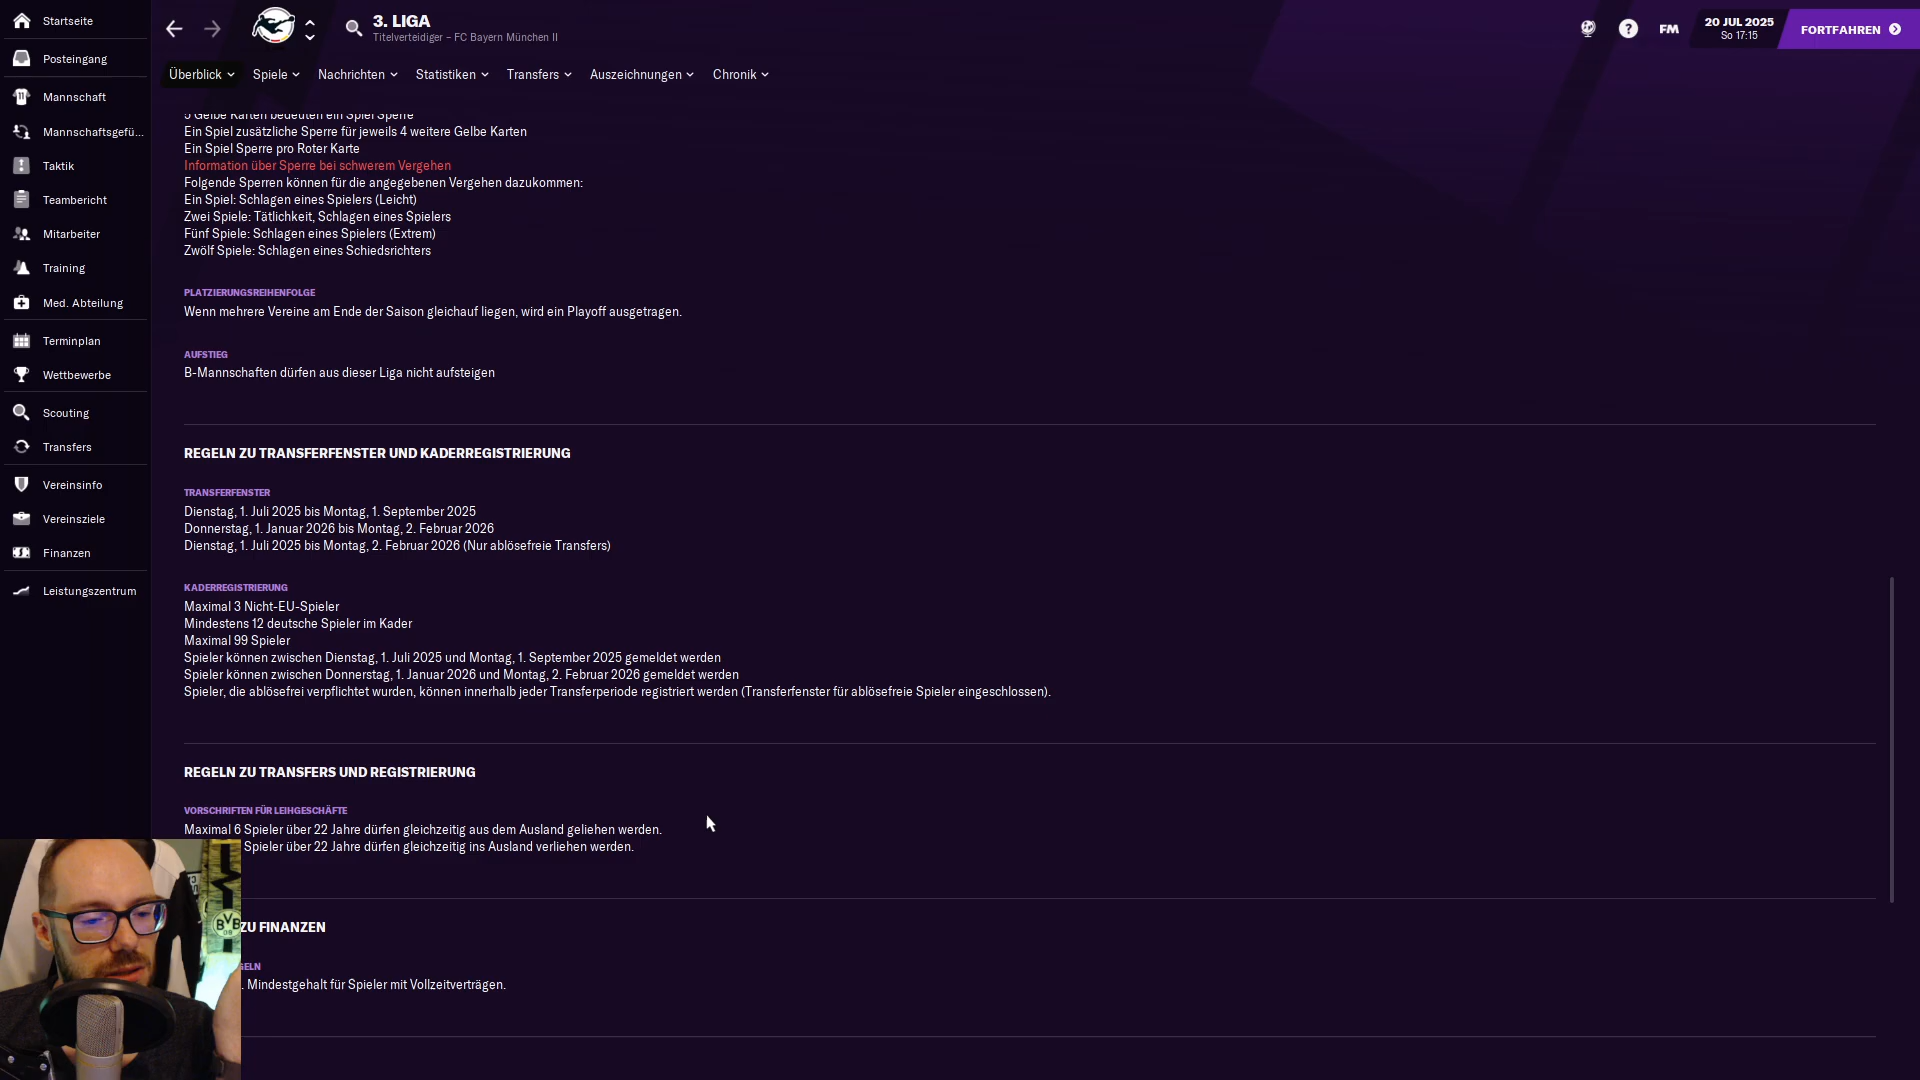 Startseite
Posteingang
Mannschaft
Mannschaftsgefü...
Taktik
Teambericht
Mitarbeiter
Training
Med. Abteilung
Terminplan
Wettbewerbe
Scouting
Transfers
Vereinsinfo
Vereinsziele
Finanzen
Leistungszentrum
3. LIGA
Titelverteidiger – FC Bayern München II
FM
20 JUL 2025
So 17:15
FORTFAHREN
Überblick Spiele Nachrichten Statistiken Transfers Auszeichnungen Chronik
5 Gelbe Karten bedeuten ein Spiel Sperre
Ein Spiel zusätzliche Sperre für jeweils 4 weitere Gelbe Karten
Ein Spiel Sperre pro Roter Karte
Information über Sperre bei schwerem Vergehen
Folgende Sperren können für die angegebenen Vergehen dazukommen:
Ein Spiel: Schlagen eines Spielers (Leicht)
Zwei Spiele: Tätlichkeit, Schlagen eines Spielers
Fünf Spiele: Schlagen eines Spielers (Extrem)
Zwölf Spiele: Schlagen eines Schiedsrichters
PLATZIERUNGSREIHENFOLGE
Wenn mehrere Vereine am Ende der Saison gleichauf liegen, wird ein Playoff ausgetragen.
AUFSTIEG
B-Mannschaften dürfen aus dieser Liga nicht aufsteigen
REGELN ZU TRANSFERFENSTER UND KADERREGISTRIERUNG
TRANSFERFENSTER
Dienstag, 1. Juli 2025 bis Montag, 1. September 2025
Donnerstag, 1. Januar 2026 bis Montag, 2. Februar 2026
Dienstag, 1. Juli 2025 bis Montag, 2. Februar 2026 (Nur ablösefreie Transfers)
KADERREGISTRIERUNG
Maximal 3 Nicht-EU-Spieler
Mindestens 12 deutsche Spieler im Kader
Maximal 99 Spieler
Spieler können zwischen Dienstag, 1. Juli 2025 und Montag, 1. September 2025 gemeldet werden
Spieler können zwischen Donnerstag, 1. Januar 2026 und Montag, 2. Februar 2026 gemeldet werden
Spieler, die ablösefrei verpflichtet wurden, können innerhalb jeder Transferperiode registriert werden (Transferfenster für ablösefreie Spieler eingeschlossen).
REGELN ZU TRANSFERS UND REGISTRIERUNG
VORSCHRIFTEN FÜR LEIHGESCHÄFTE
Maximal 6 Spieler über 22 Jahre dürfen gleichzeitig aus dem Ausland geliehen werden.
Spieler über 22 Jahre dürfen gleichzeitig ins Ausland verliehen werden.
ZU FINANZEN
GELN
. Mindestgehalt für Spieler mit Vollzeitverträgen.
BVB
09